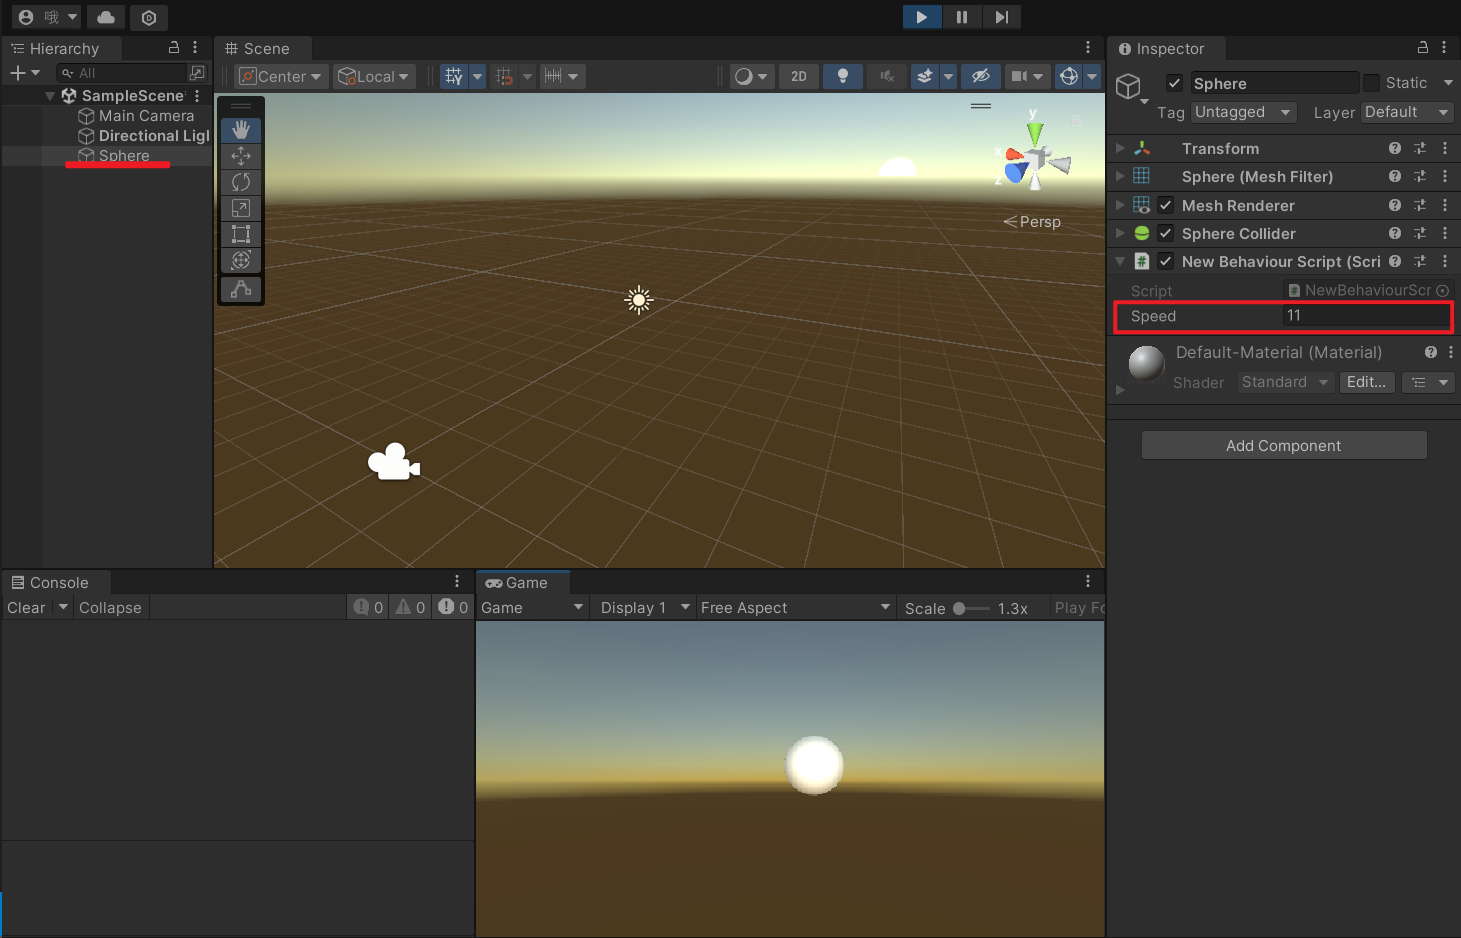 哦
Hierarchy
All
SampleScene
Main Camera
Directional Ligl
Sphere
Scene
Center
Local
2D
y
x
z
Persp
Inspector
Sphere
Static
Tag Untagged Layer Default
Transform
Sphere (Mesh Filter)
Mesh Renderer
Sphere Collider
New Behaviour Script (Scri
Script NewBehaviourScr
Speed 11
Default-Material (Material)
Shader Standard Edit...
Add Component
Console
Clear Collapse 0 0 0
Game
Game Display 1 Free Aspect Scale 1.3x Play Fo